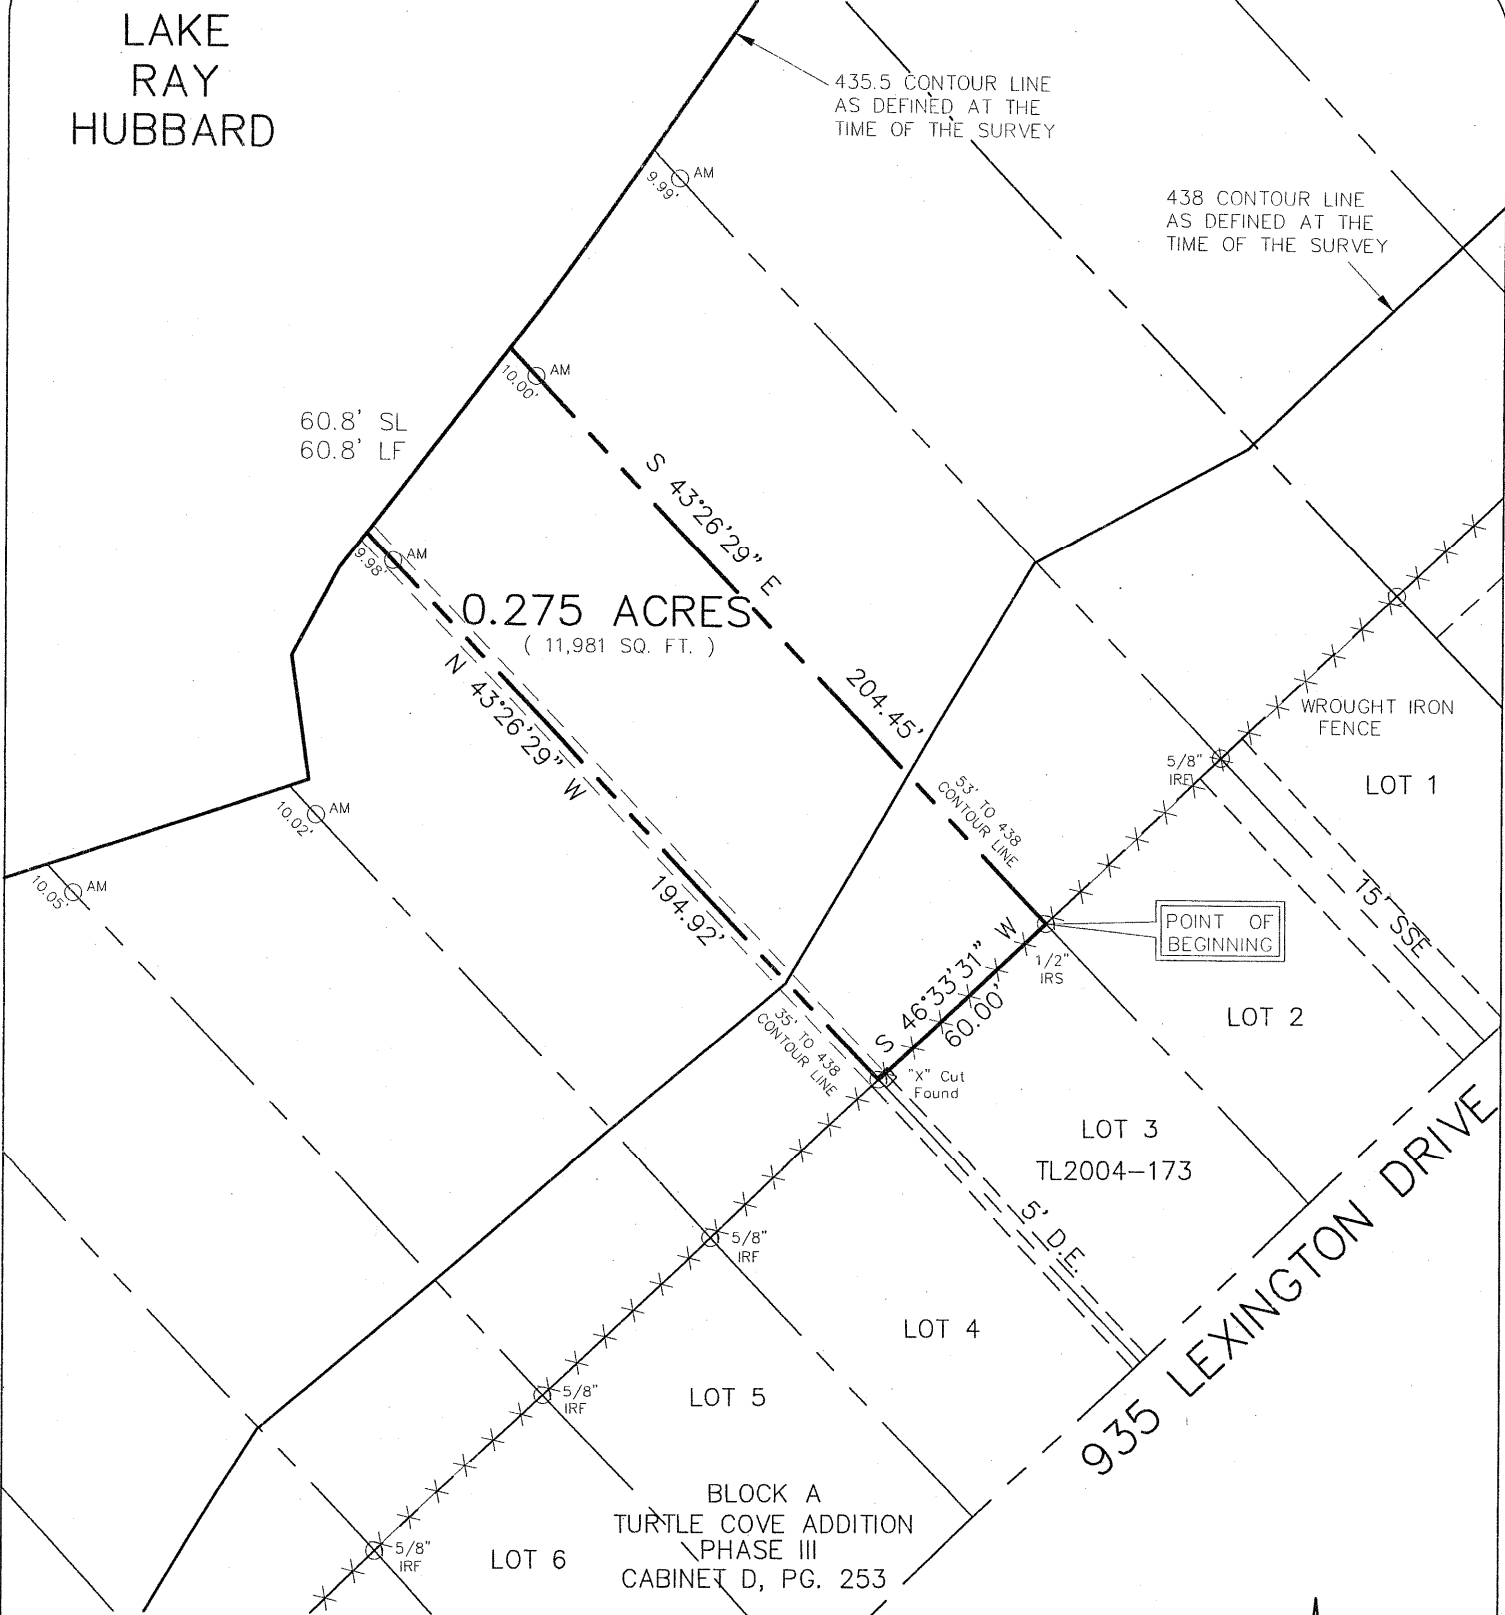 LAKE
RAY
HUBBARD
435.5 CONTOUR LINE
AS DEFINED AT THE
TIME OF THE SURVEY
9.99'
AM
438 CONTOUR LINE
AS DEFINED AT THE
TIME OF THE SURVEY
10.00'
AM
60.8' SL
60.8' LF
S 43°26'29" E
9.98'
AM
0.275 ACRES
( 11,981 SQ. FT. )
N 43°26'29" W
204.45'
WROUGHT IRON
FENCE
5/8"
IRF
LOT 1
53' TO 438
CONTOUR LINE
10.02'
AM
10.05'
AM
194.92'
15' SSE
POINT OF
BEGINNING
S 46°33'31" W
60.00'
1/2"
IRS
LOT 2
35' TO 438
CONTOUR LINE
"X" Cut
Found
LOT 3
TL2004-173
5' D.E.
5/8"
IRF
935 LEXINGTON DRIVE
LOT 4
5/8"
IRF
LOT 5
BLOCK A
TURTLE COVE ADDITION
PHASE III
CABINET D, PG. 253
5/8"
IRF
LOT 6